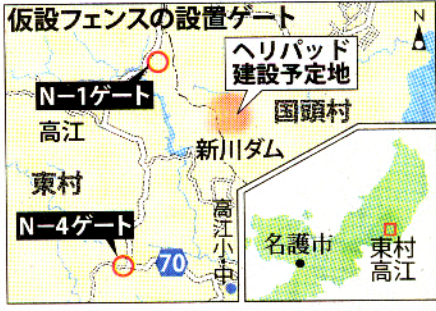 仮設フェンスの設置ゲート
N
ヘリパッド
建設予定地
N−1ゲート
国頭村
高江
新川ダム
東村
N−4ゲート
高江小中
70
名護市
東村
高江